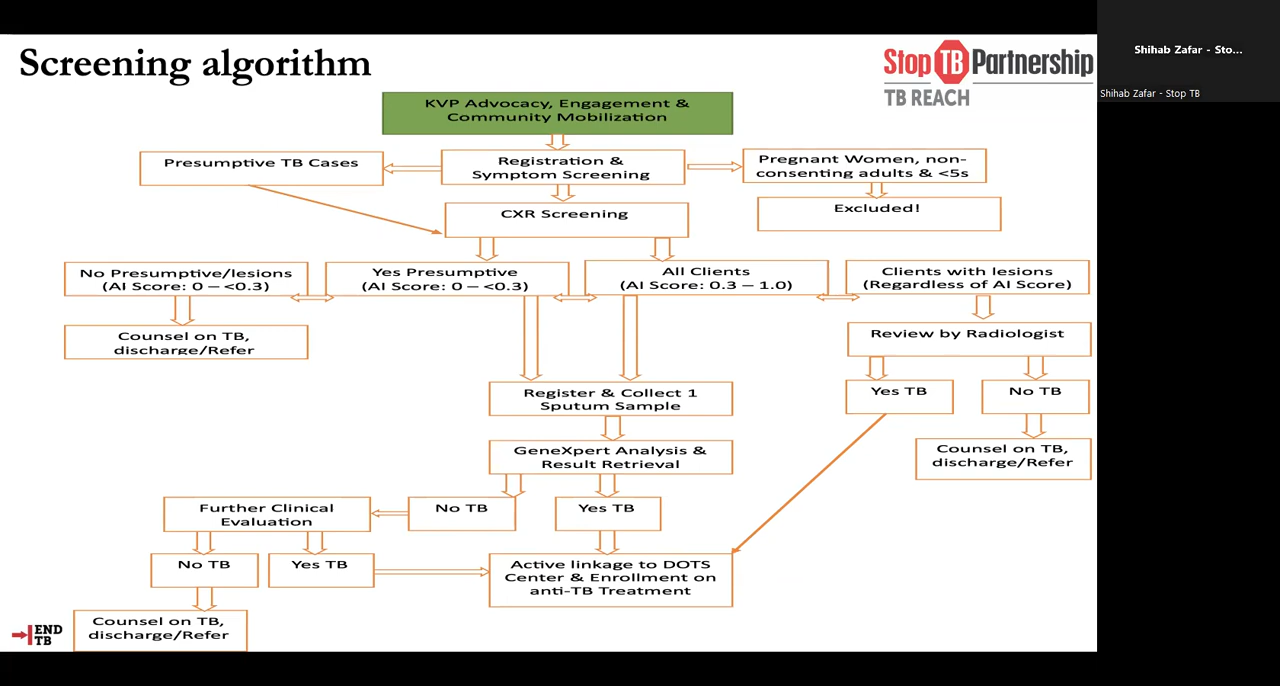 Screening algorithm
Stop TB Partnership
TB REACH
Shihab Zafar - Sto...
Shihab Zafar - Stop TB
KVP Advocacy, Engagement &
Community Mobilization
Presumptive TB Cases
Registration &
Symptom Screening
Pregnant Women, non-
consenting adults & <5s
CXR Screening
Excluded!
No Presumptive/lesions
(AI Score: 0 – <0.3)
Yes Presumptive
(AI Score: 0 – <0.3)
All Clients
(AI Score: 0.3 – 1.0)
Clients with lesions
(Regardless of AI Score)
Counsel on TB,
discharge/Refer
Review by Radiologist
Register & Collect 1
Sputum Sample
Yes TB
No TB
GeneXpert Analysis &
Result Retrieval
Counsel on TB,
discharge/Refer
Further Clinical
Evaluation
No TB
Yes TB
No TB
Yes TB
Active linkage to DOTS
Center & Enrollment on
anti-TB Treatment
Counsel on TB,
discharge/Refer
END
TB